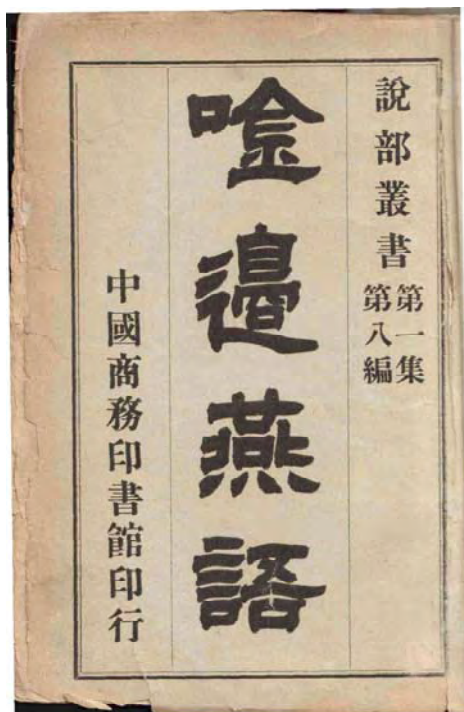 說部叢書
第一集
第八編
唫邊燕語
中國商務印書館印行